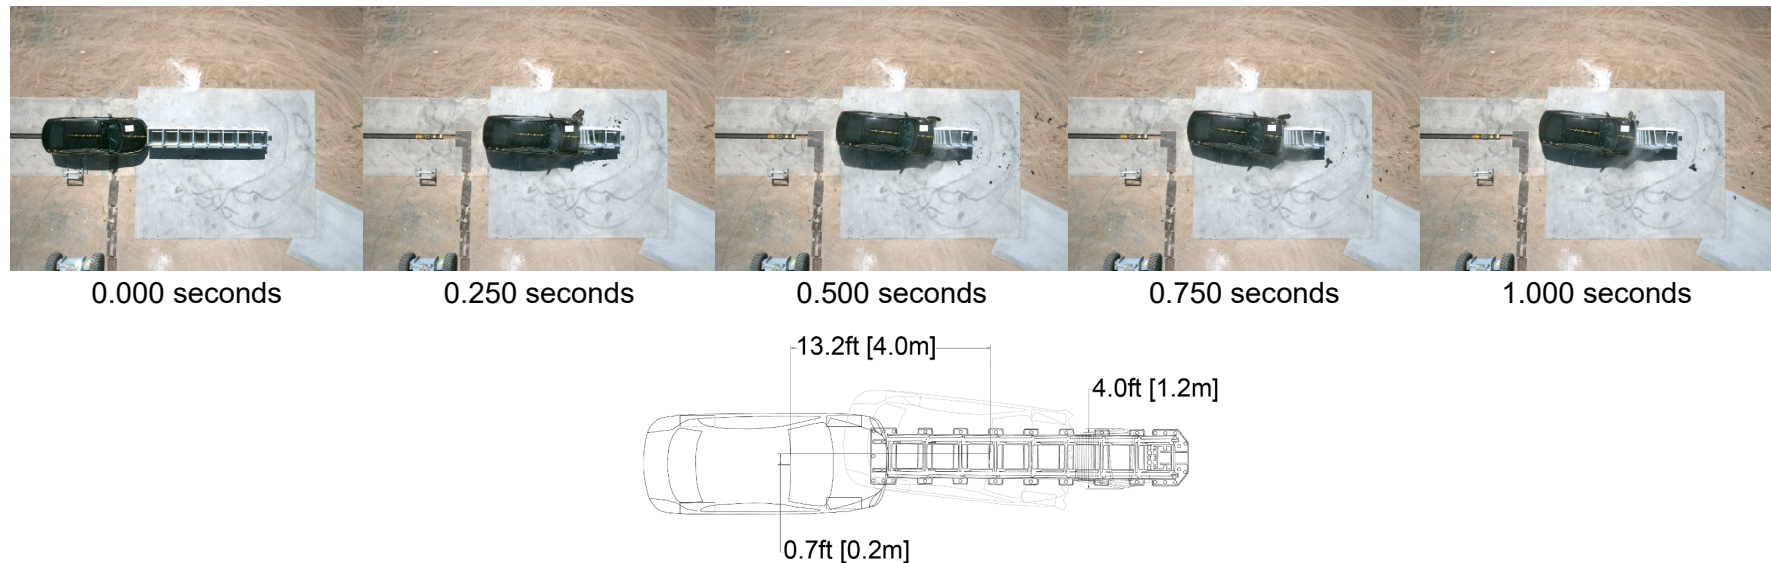 0.000 seconds
0.250 seconds
0.500 seconds
0.750 seconds
1.000 seconds
13.2ft [4.0m]
4.0ft [1.2m]
0.7ft [0.2m]